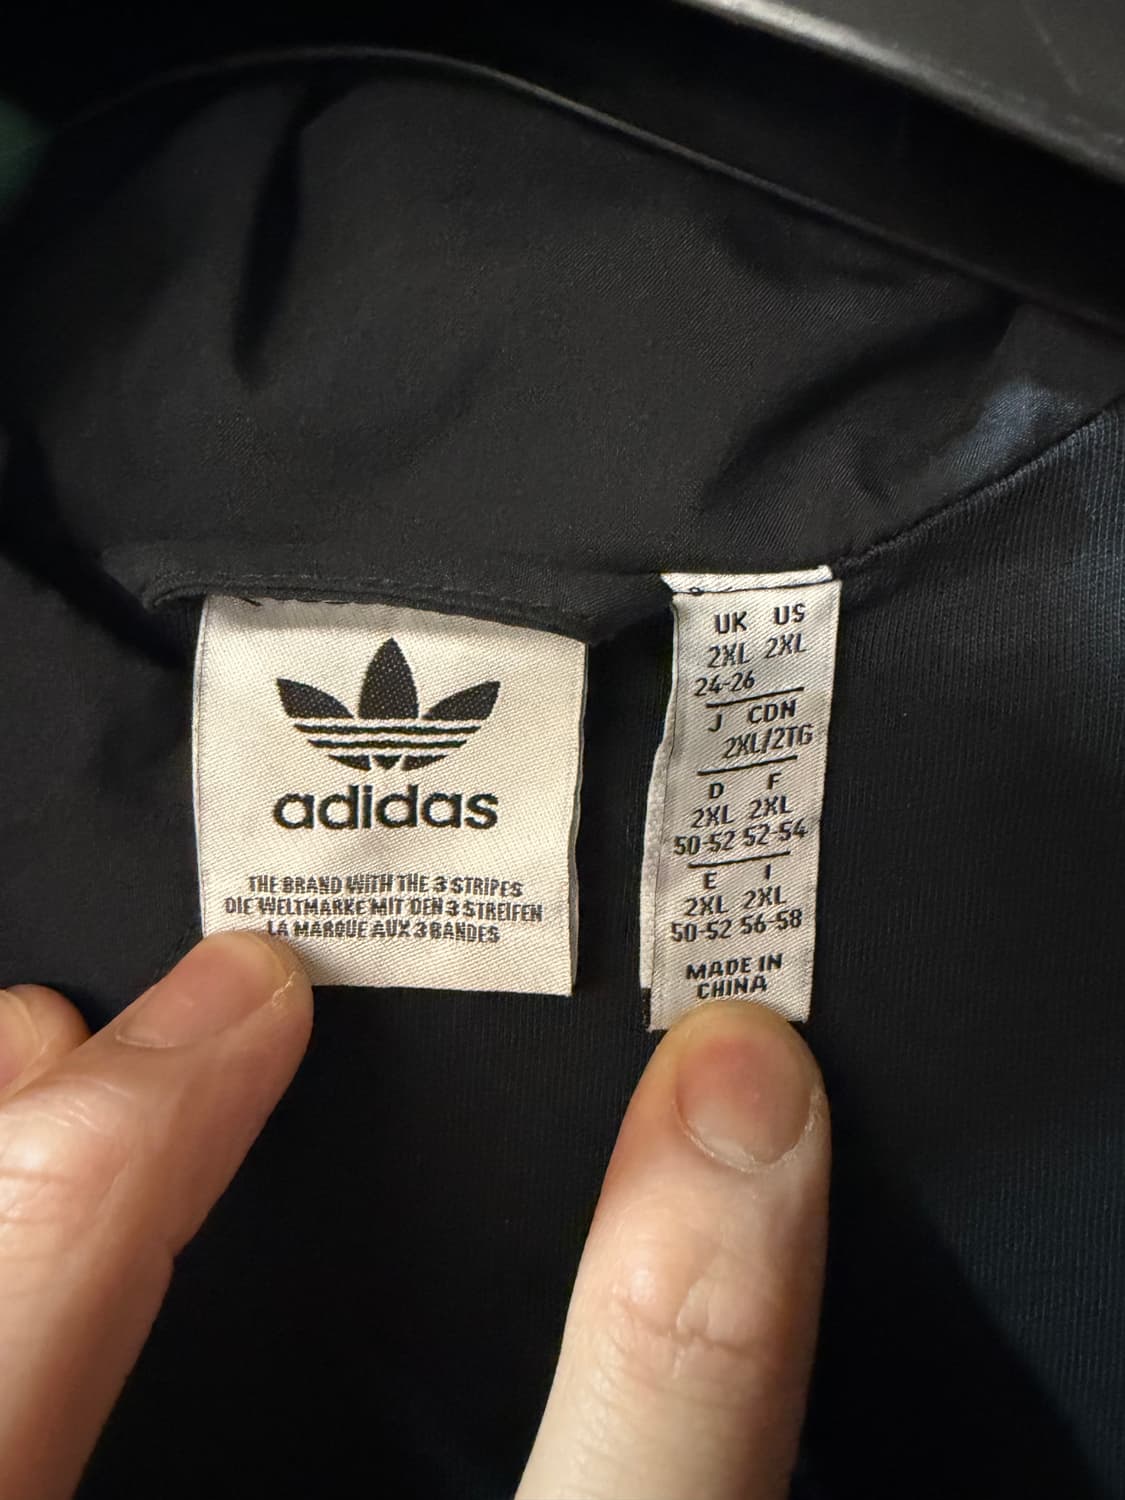 adidas
THE BRAND WITH THE 3 STRIPES
DIE WELTMARKE MIT DEN 3 STREIFEN
LA MARQUE AUX 3 BANDES
UK US
2XL 2XL
24-26
J CDN
2XL/2TG
D F
2XL 2XL
50-52 52-54
E I
2XL 2XL
50-52 56-58
MADE IN
CHINA